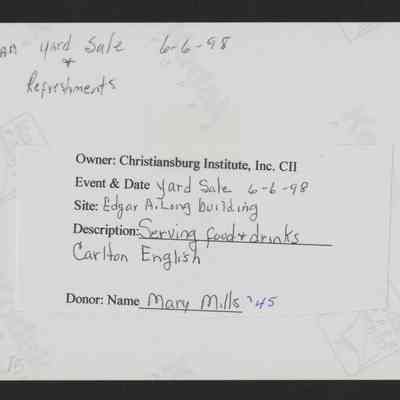 Yard Sale 6-6-98
+
Refreshments
Owner: Christiansburg Institute, Inc. CII
Event & Date Yard Sale 6-6-98
Site: Edgar A. Long building
Description: Serving food + drinks
Carlton English
Donor: Name Mary Mills '45